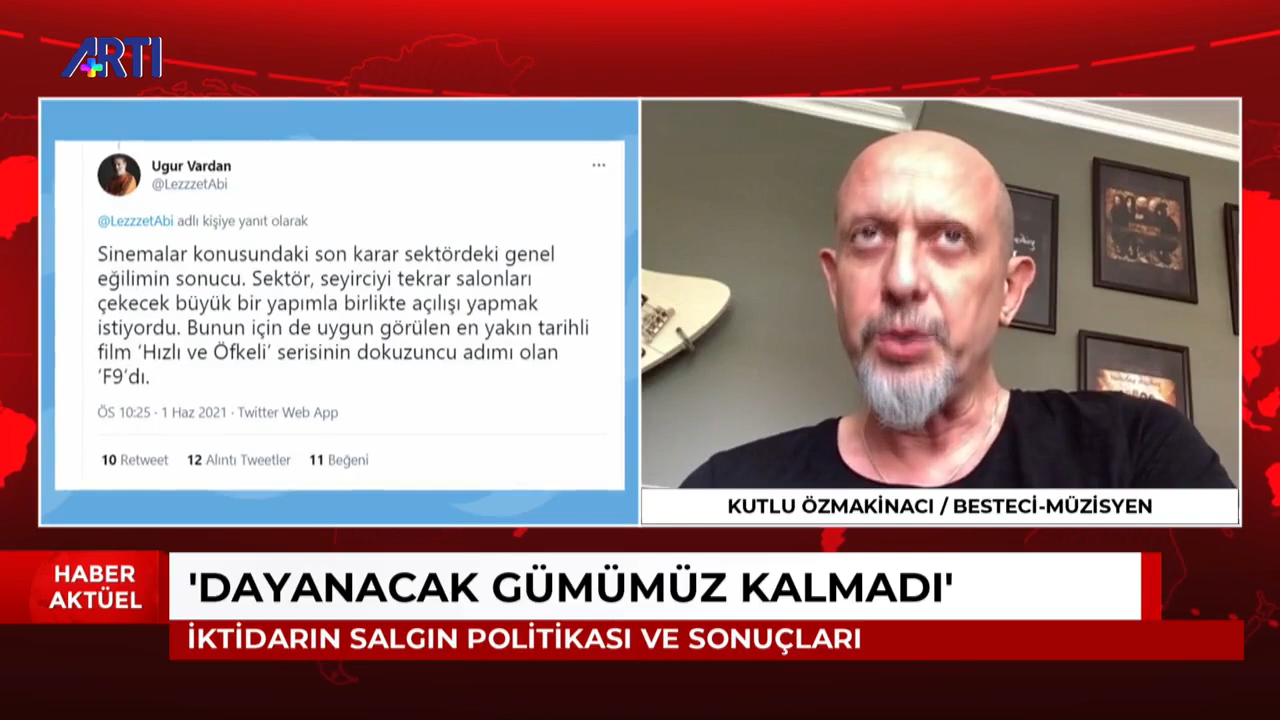 ARTI
Ugur Vardan
@LezzzetAbi
@LezzzetAbi adlı kişiye yanıt olarak
Sinemalar konusundaki son karar sektördeki genel
eğilimin sonucu. Sektör, seyirciyi tekrar salonları
çekecek büyük bir yapımla birlikte açılışı yapmak
istiyordu. Bunun için de uygun görülen en yakın tarihli
film ‘Hızlı ve Öfkeli’ serisinin dokuzuncu adımı olan
‘F9’dı.
ÖS 10:25 · 1 Haz 2021 · Twitter Web App
10 Retweet 12 Alıntı Tweetler 11 Beğeni
KUTLU ÖZMAKİNACI / BESTECİ-MÜZİSYEN
HABER
AKTÜEL
'DAYANACAK GÜMÜMÜZ KALMADI'
İKTİDARIN SALGIN POLİTİKASI VE SONUÇLARI